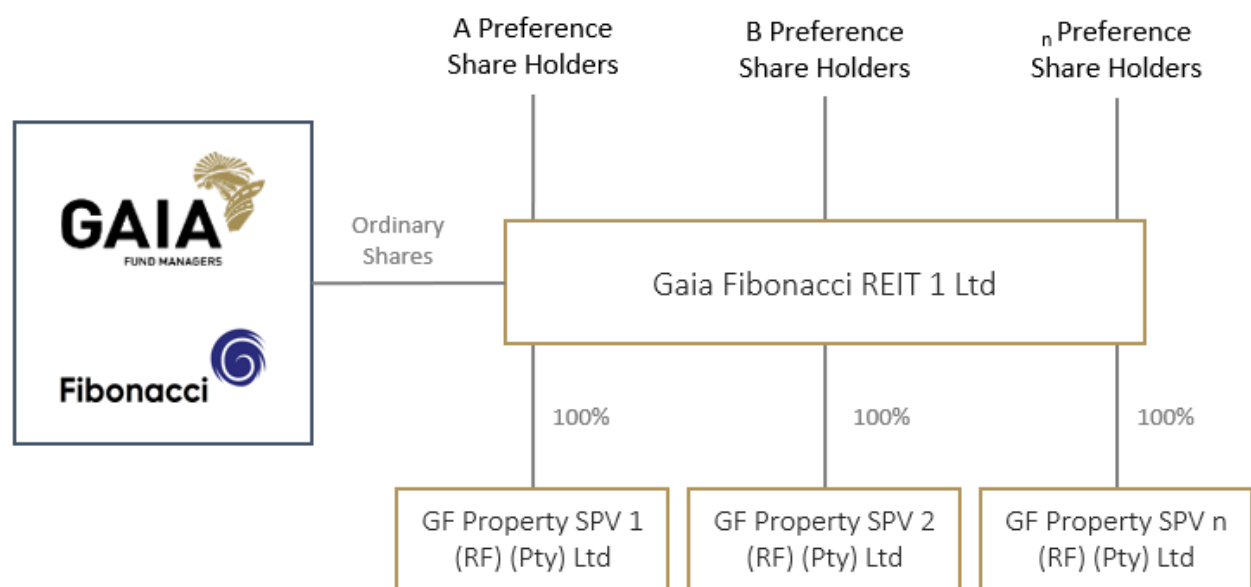 A Preference
Share Holders
B Preference
Share Holders
n Preference
Share Holders
GAIA
FUND MANAGERS
Fibonacci
Ordinary
Shares
Gaia Fibonacci REIT 1 Ltd
100%
100%
100%
GF Property SPV 1
(RF) (Pty) Ltd
GF Property SPV 2
(RF) (Pty) Ltd
GF Property SPV n
(RF) (Pty) Ltd